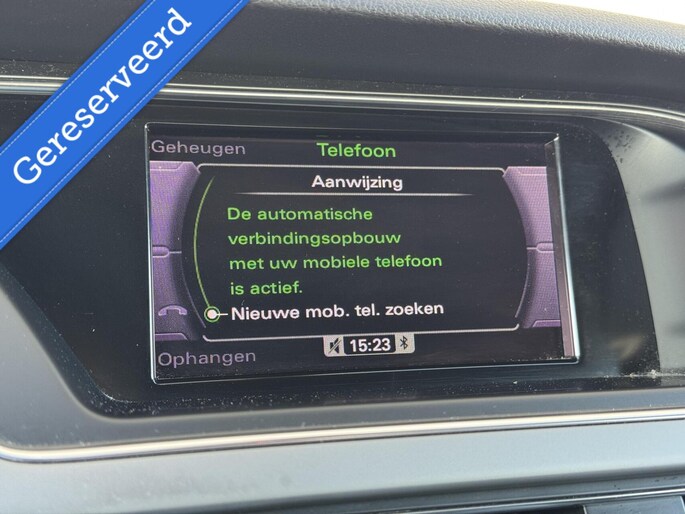 Gereserveerd
Geheugen
Telefoon
Aanwijzing
De automatische
verbindingsopbouw
met uw mobiele telefoon
is actief.
Nieuwe mob. tel. zoeken
15:23
Ophangen